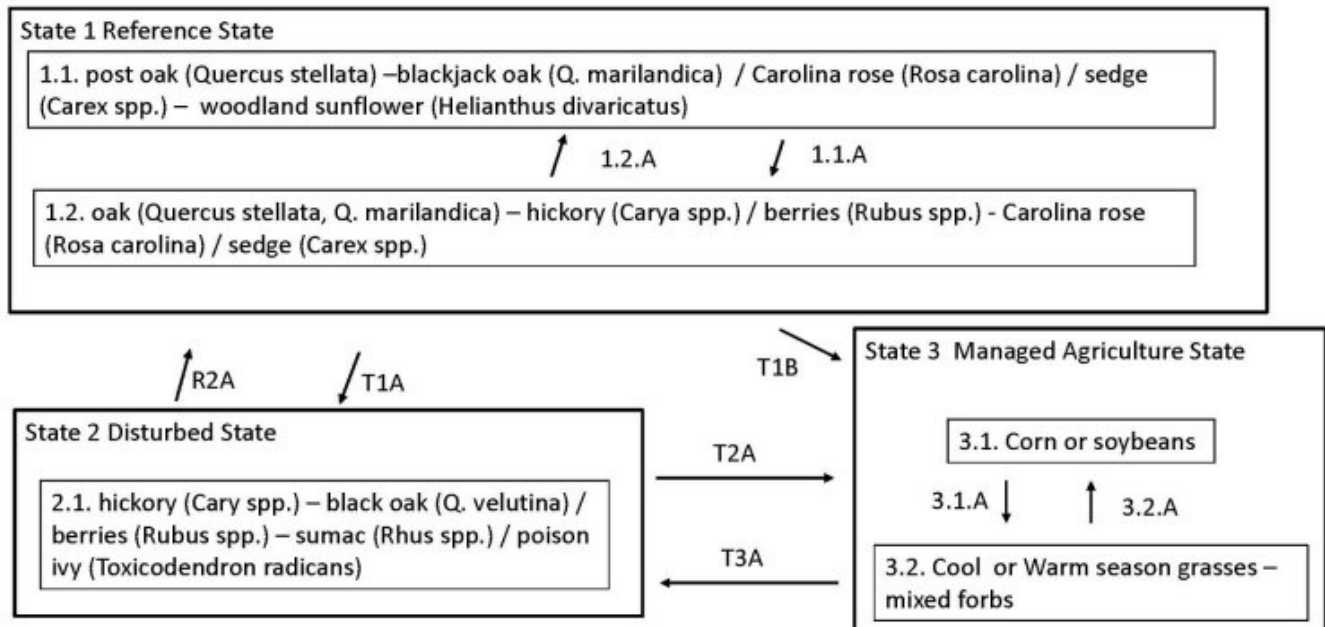 State 1 Reference State
1.1. post oak (Quercus stellata) –blackjack oak (Q. marilandica) / Carolina rose (Rosa carolina) / sedge
(Carex spp.) – woodland sunflower (Helianthus divaricatus)
1.2.A
1.1.A
1.2. oak (Quercus stellata, Q. marilandica) – hickory (Carya spp.) / berries (Rubus spp.) - Carolina rose
(Rosa carolina) / sedge (Carex spp.)
R2A
T1A
T1B
State 2 Disturbed State
2.1. hickory (Cary spp.) – black oak (Q. velutina) /
berries (Rubus spp.) – sumac (Rhus spp.) / poison
ivy (Toxicodendron radicans)
T2A
T3A
State 3 Managed Agriculture State
3.1. Corn or soybeans
3.1.A
3.2.A
3.2. Cool or Warm season grasses –
mixed forbs